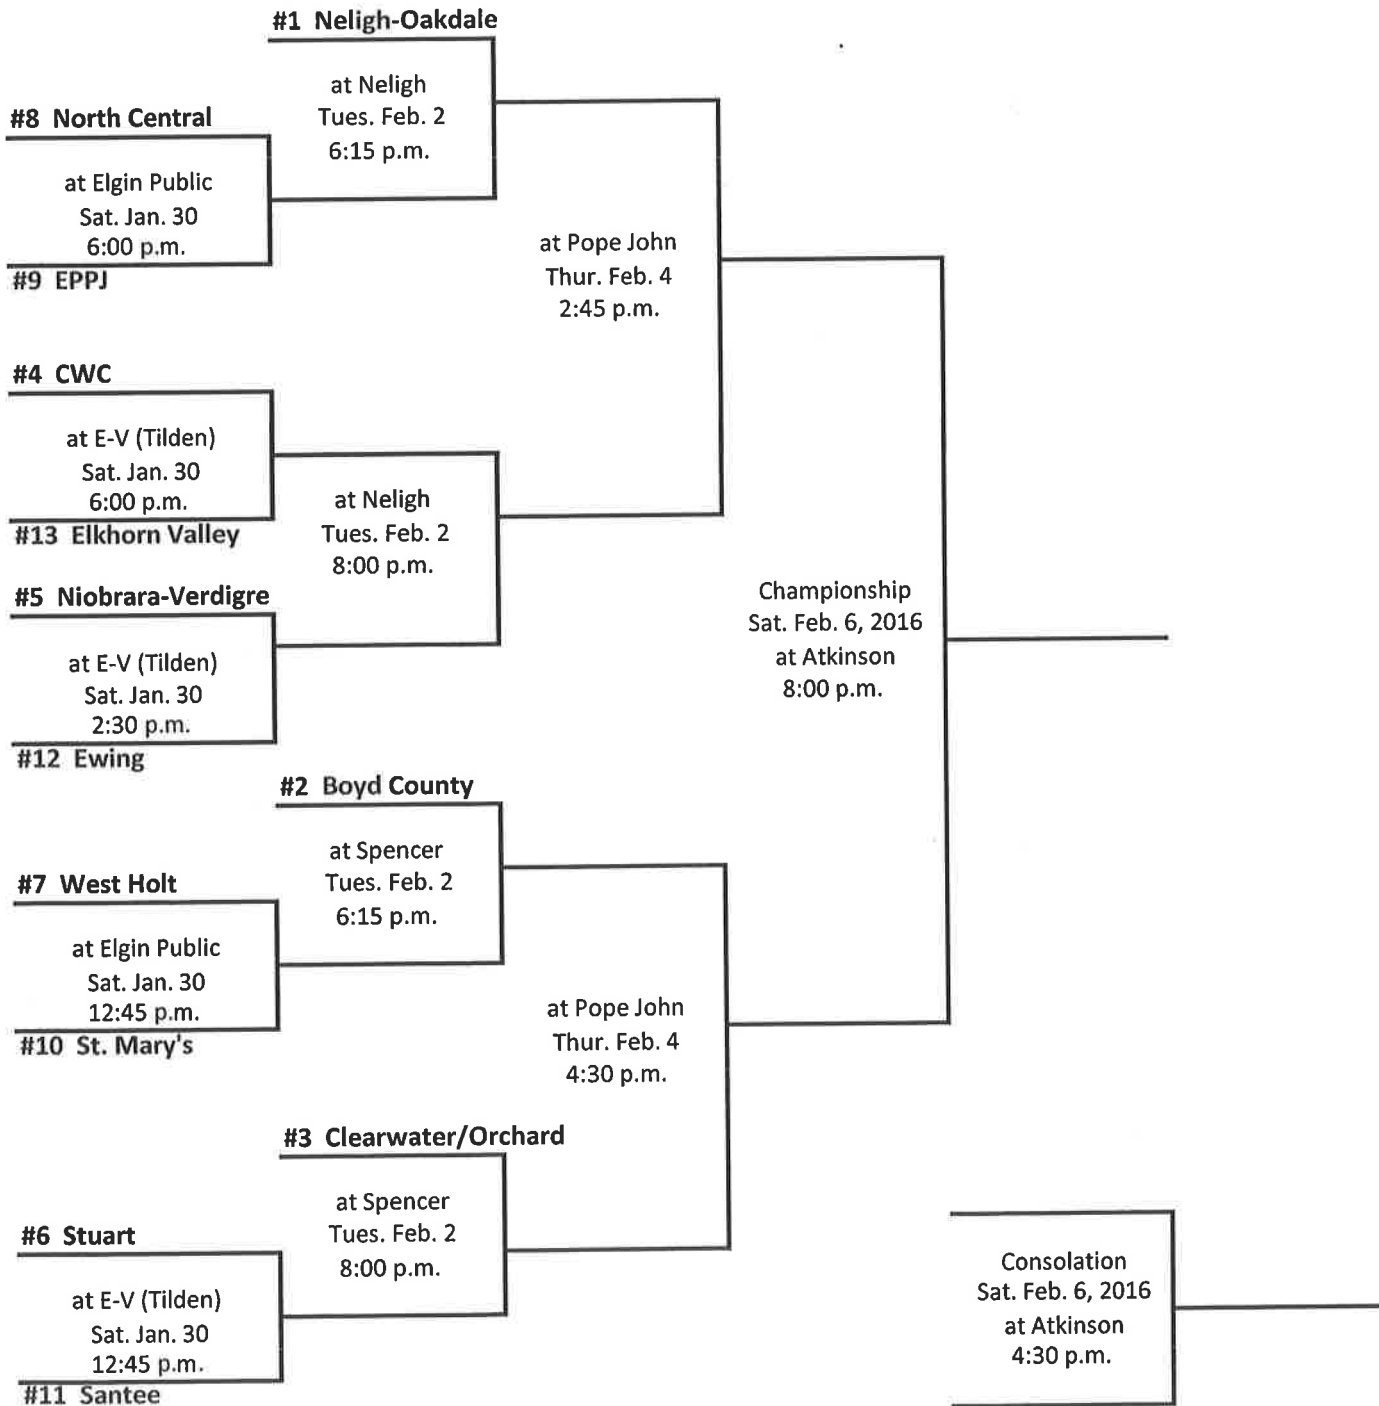 #1 Neligh-Oakdale
at Neligh
Tues. Feb. 2
6:15 p.m.
#8 North Central
at Elgin Public
Sat. Jan. 30
6:00 p.m.
#9 EPPJ
at Pope John
Thur. Feb. 4
2:45 p.m.
#4 CWC
at E-V (Tilden)
Sat. Jan. 30
6:00 p.m.
#13 Elkhorn Valley
at Neligh
Tues. Feb. 2
8:00 p.m.
#5 Niobrara-Verdigre
at E-V (Tilden)
Sat. Jan. 30
2:30 p.m.
#12 Ewing
Championship
Sat. Feb. 6, 2016
at Atkinson
8:00 p.m.
#2 Boyd County
at Spencer
Tues. Feb. 2
6:15 p.m.
#7 West Holt
at Elgin Public
Sat. Jan. 30
12:45 p.m.
#10 St. Mary's
at Pope John
Thur. Feb. 4
4:30 p.m.
#3 Clearwater/Orchard
at Spencer
Tues. Feb. 2
8:00 p.m.
#6 Stuart
at E-V (Tilden)
Sat. Jan. 30
12:45 p.m.
#11 Santee
Consolation
Sat. Feb. 6, 2016
at Atkinson
4:30 p.m.